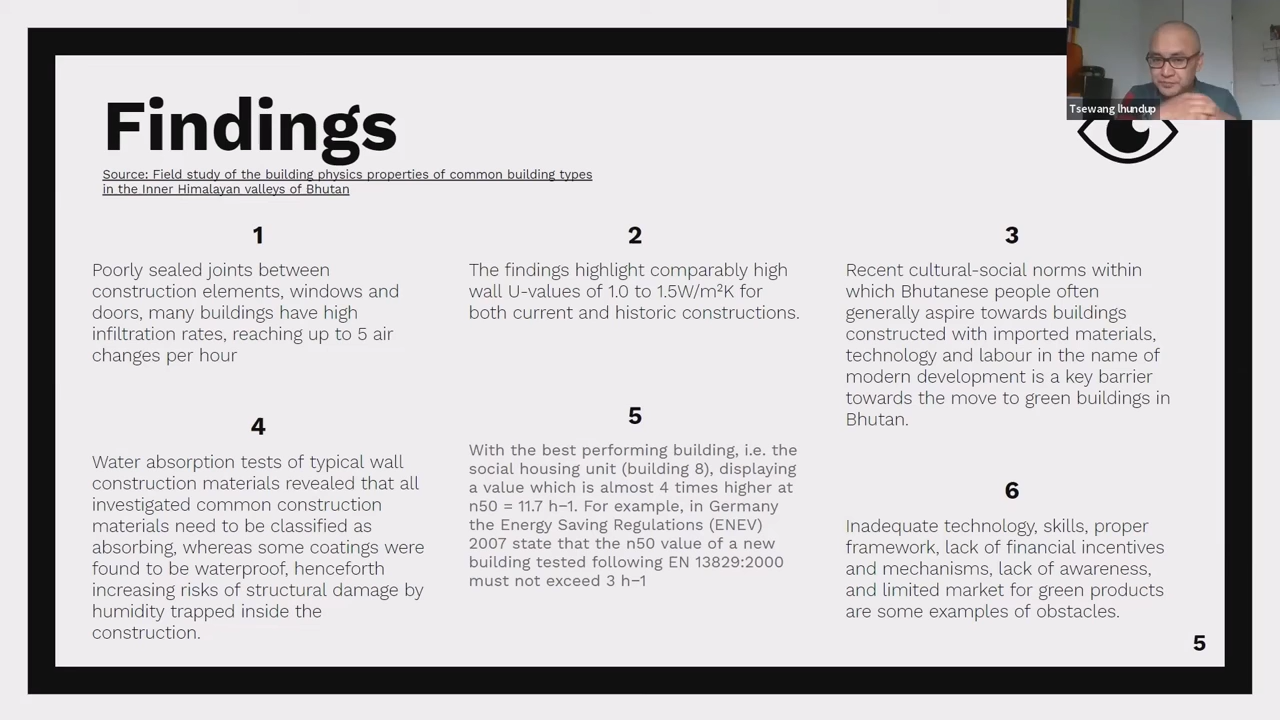 Tsewang lhundup
Findings
Source: Field study of the building physics properties of common building types
in the Inner Himalayan valleys of Bhutan
1
Poorly sealed joints between
construction elements, windows and
doors, many buildings have high
infiltration rates, reaching up to 5 air
changes per hour
2
The findings highlight comparably high
wall U-values of 1.0 to 1.5W/m²K for
both current and historic constructions.
3
Recent cultural-social norms within
which Bhutanese people often
generally aspire towards buildings
constructed with imported materials,
technology and labour in the name of
modern development is a key barrier
towards the move to green buildings in
Bhutan.
4
Water absorption tests of typical wall
construction materials revealed that all
investigated common construction
materials need to be classified as
absorbing, whereas some coatings were
found to be waterproof, henceforth
increasing risks of structural damage by
humidity trapped inside the
construction.
5
With the best performing building, i.e. the
social housing unit (building 8), displaying
a value which is almost 4 times higher at
n50 = 11.7 h−1. For example, in Germany
the Energy Saving Regulations (ENEV)
2007 state that the n50 value of a new
building tested following EN 13829:2000
must not exceed 3 h−1
6
Inadequate technology, skills, proper
framework, lack of financial incentives
and mechanisms, lack of awareness,
and limited market for green products
are some examples of obstacles.
5